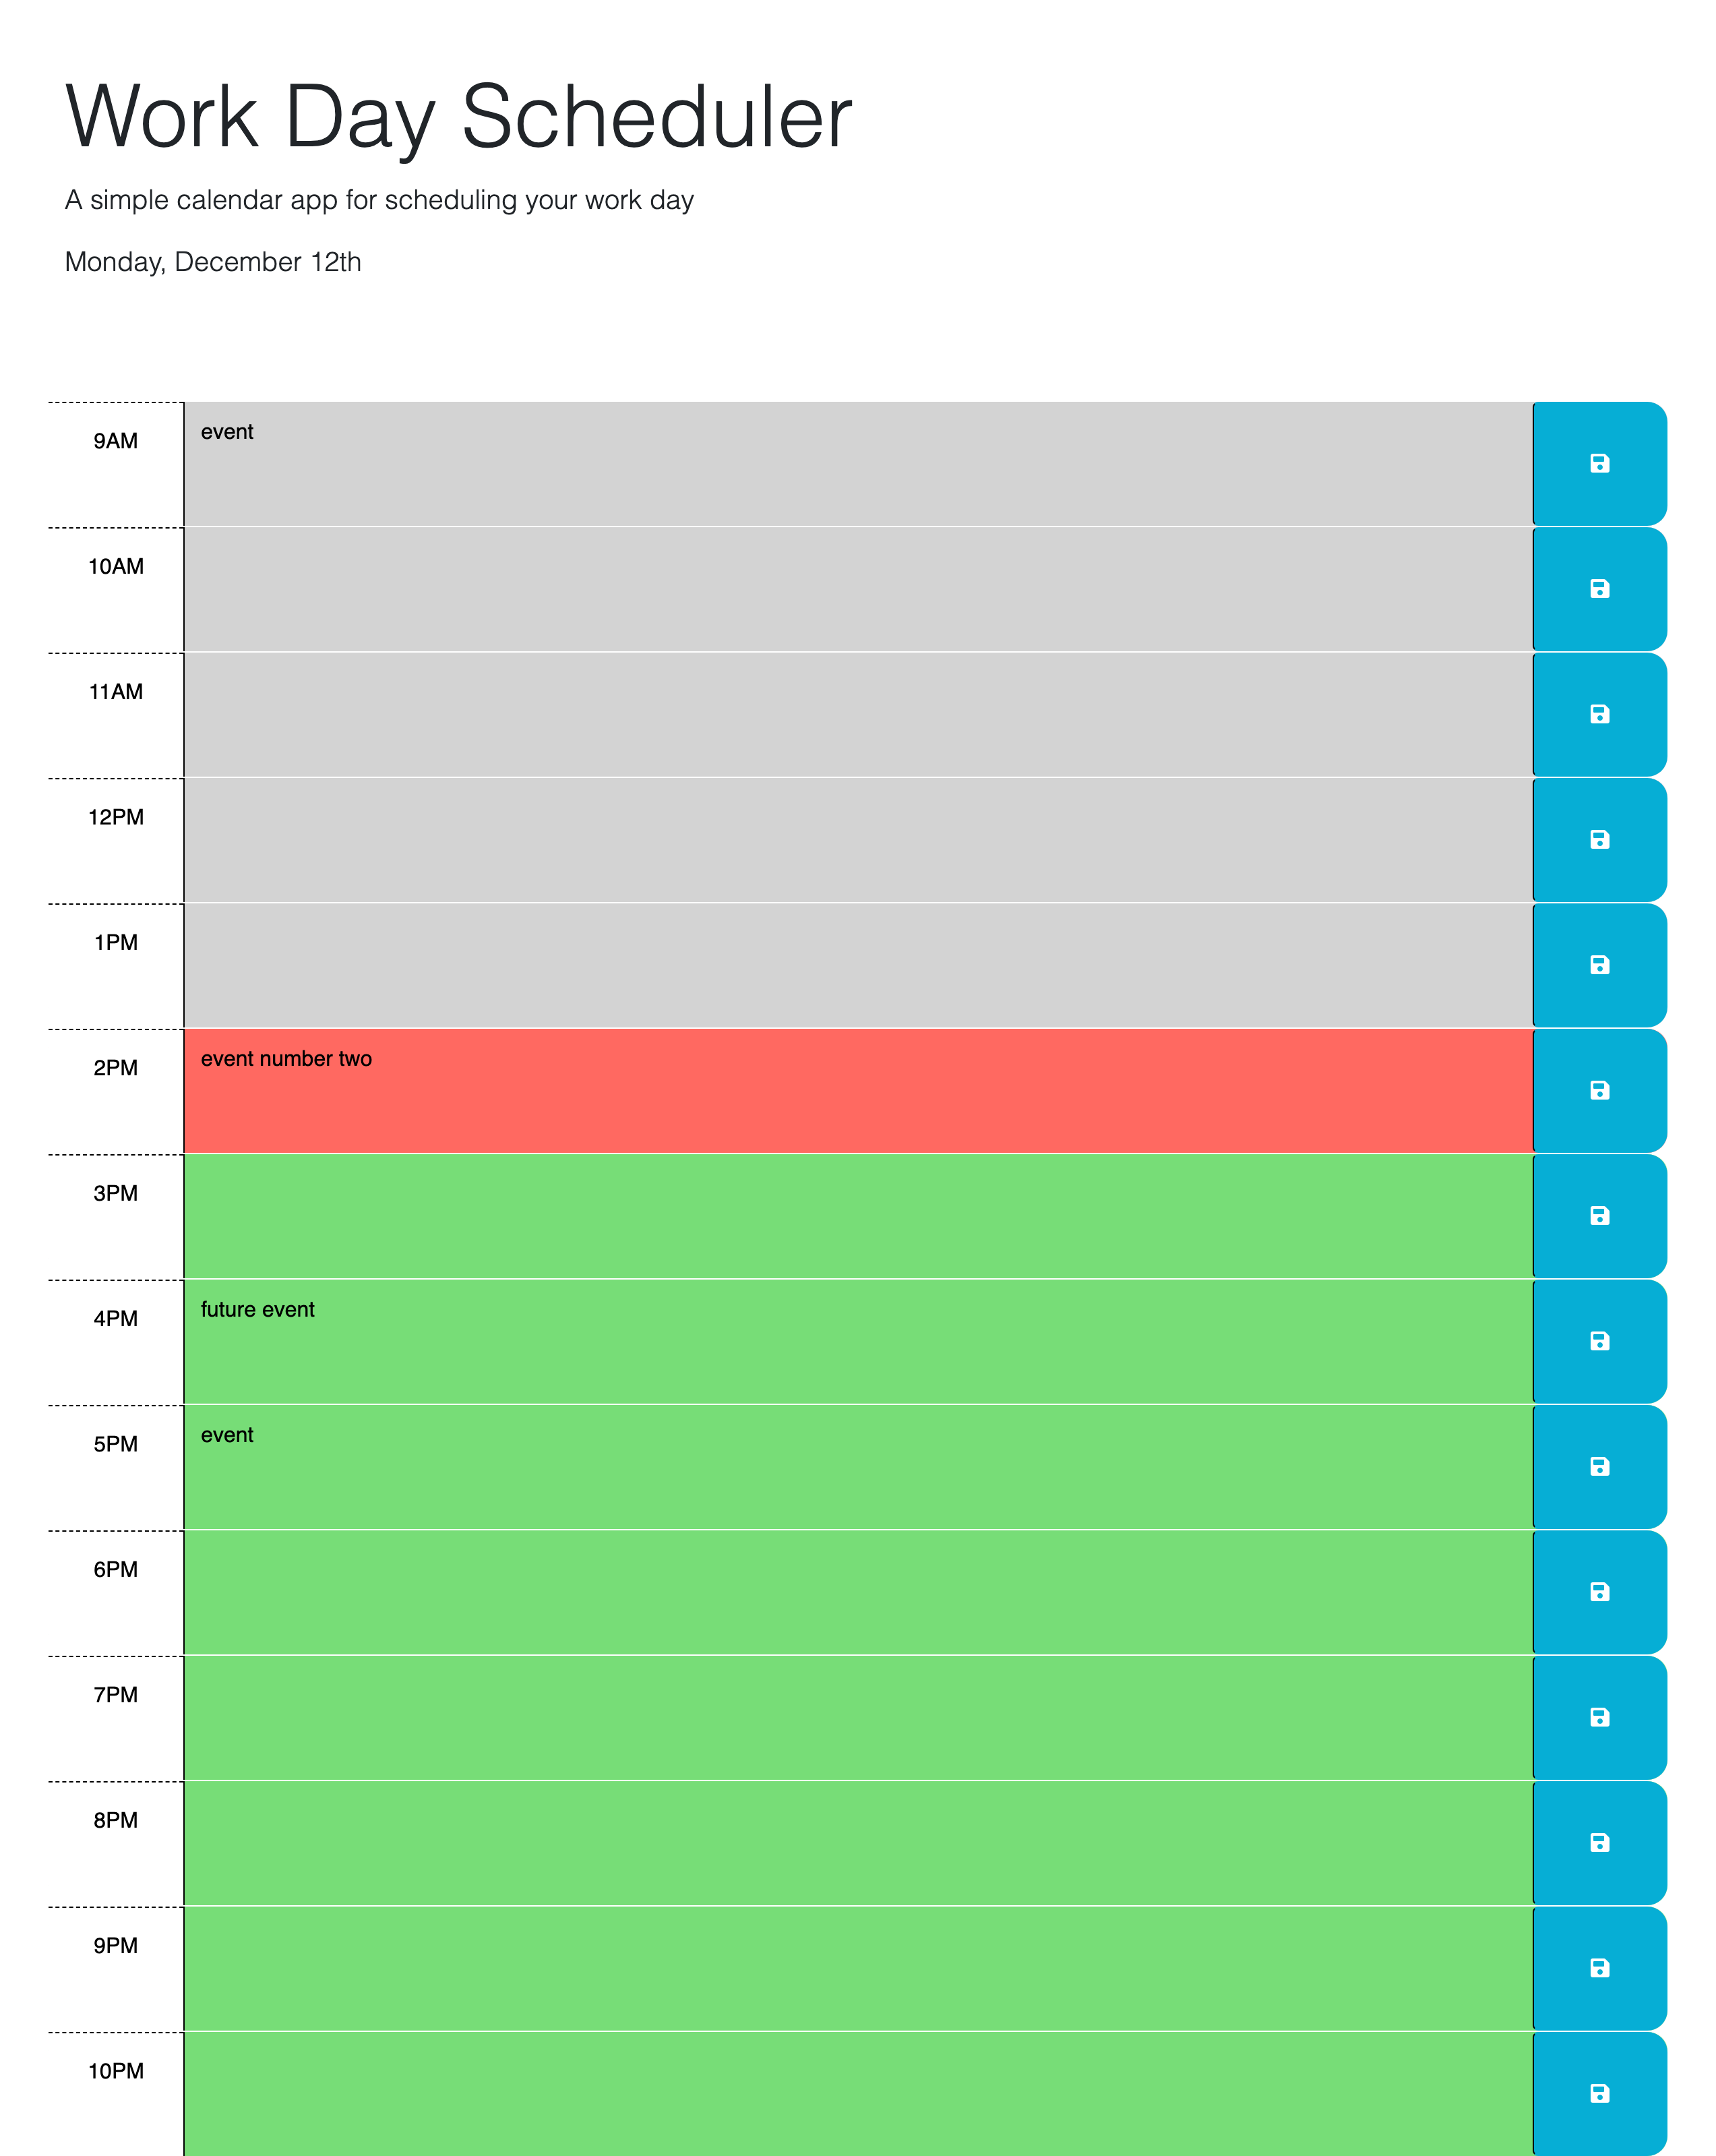 Work Day Scheduler
A simple calendar app for scheduling your work day
Monday, December 12th
9AM
event
10AM
11AM
12PM
1PM
2PM
event number two
3PM
4PM
future event
5PM
event
6PM
7PM
8PM
9PM
10PM